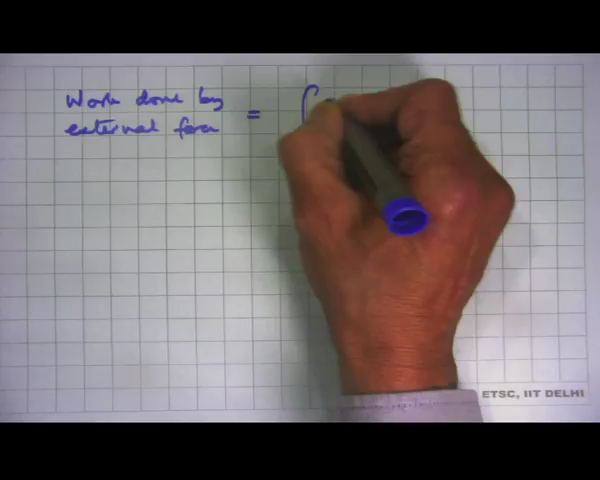 Work done by
external force = ∫
ETSC, IIT DELHI